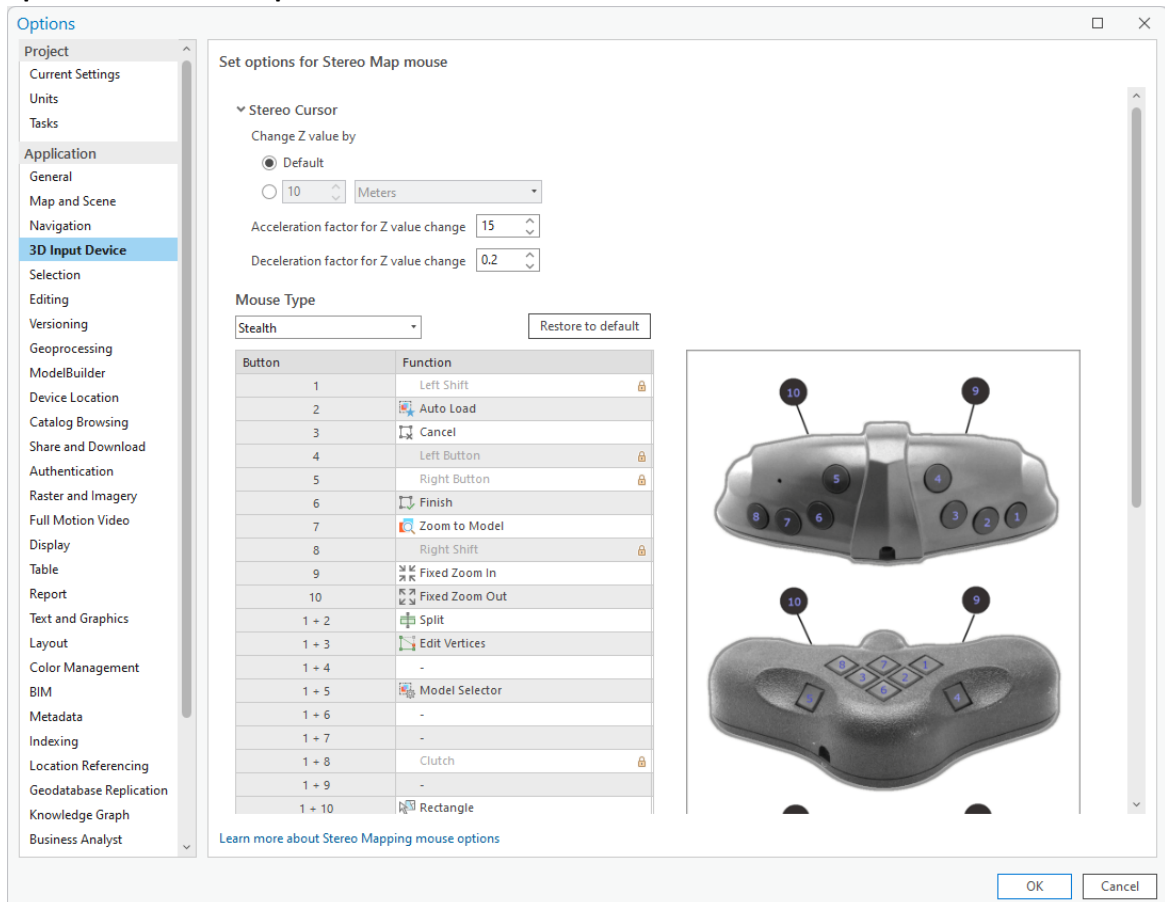 Options
Project
Current Settings
Units
Tasks
Application
General
Map and Scene
Navigation
3D Input Device
Selection
Editing
Versioning
Geoprocessing
ModelBuilder
Device Location
Catalog Browsing
Share and Download
Authentication
Raster and Imagery
Full Motion Video
Display
Table
Report
Text and Graphics
Layout
Color Management
BIM
Metadata
Indexing
Location Referencing
Geodatabase Replication
Knowledge Graph
Business Analyst
Set options for Stereo Map mouse
Stereo Cursor
Change Z value by
Default
10 Meters
Acceleration factor for Z value change 15
Deceleration factor for Z value change 0.2
Mouse Type
Stealth Restore to default
Button Function
1 Left Shift
2 Auto Load
3 Cancel
4 Left Button
5 Right Button
6 Finish
7 Zoom to Model
8 Right Shift
9 Fixed Zoom In
10 Fixed Zoom Out
1 + 2 Split
1 + 3 Edit Vertices
1 + 4 -
1 + 5 Model Selector
1 + 6 -
1 + 7 -
1 + 8 Clutch
1 + 9 -
1 + 10 Rectangle
10 9
5 4
8 7 6 3 2 1
10 9
8 7 1
3 2
5 6 4
Learn more about Stereo Mapping mouse options
OK Cancel